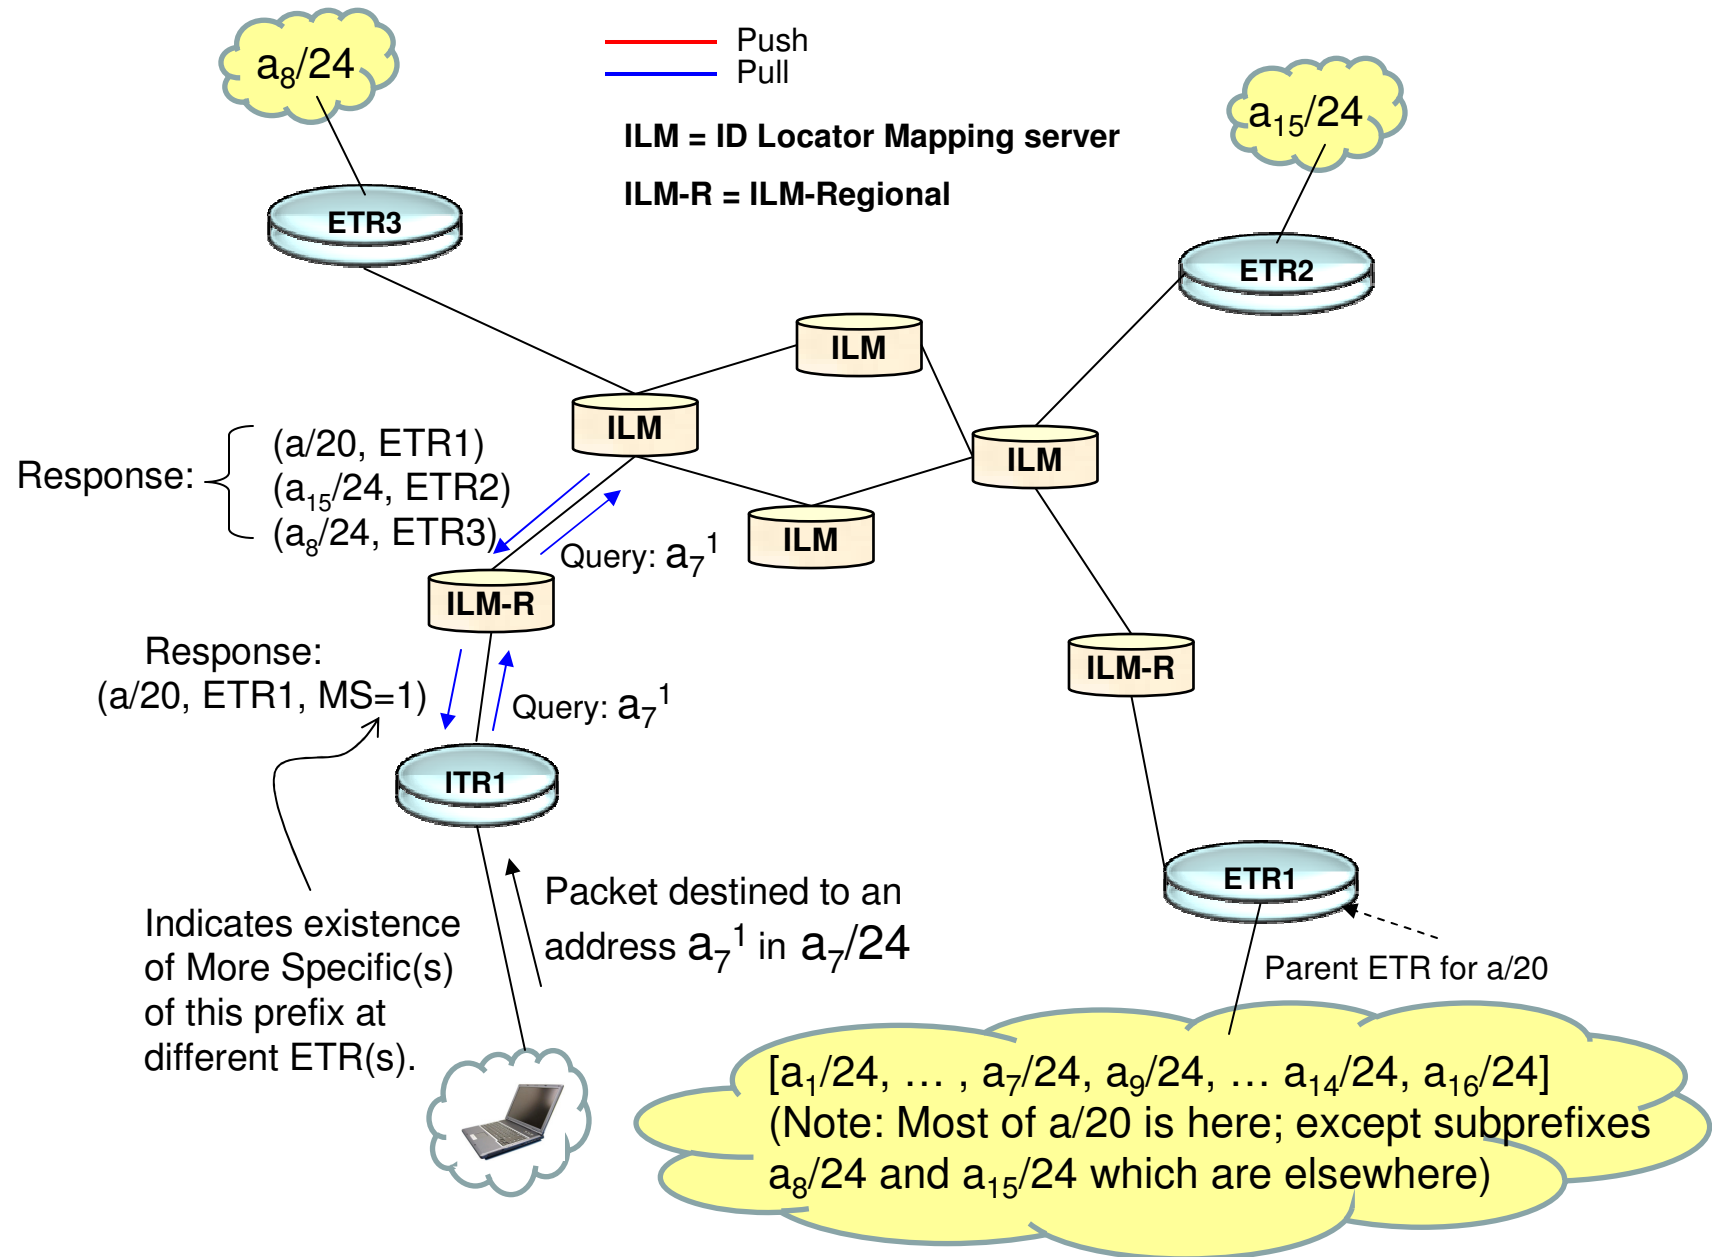 a₈/24
Push
Pull
a₁₅/24
ILM = ID Locator Mapping server
ILM-R = ILM-Regional
ETR3
ETR2
ILM
ILM
ILM
ILM
Response:
(a/20, ETR1)
(a₁₅/24, ETR2)
(a₈/24, ETR3)
Query: a₇¹
ILM-R
ILM-R
Response:
(a/20, ETR1, MS=1)
Query: a₇¹
ITR1
ETR1
Packet destined to an
address a₇¹ in a₇/24
Indicates existence
of More Specific(s)
of this prefix at
different ETR(s).
Parent ETR for a/20
[a₁/24, … , a₇/24, a₉/24, … a₁₄/24, a₁₆/24]
(Note: Most of a/20 is here; except subprefixes
a₈/24 and a₁₅/24 which are elsewhere)